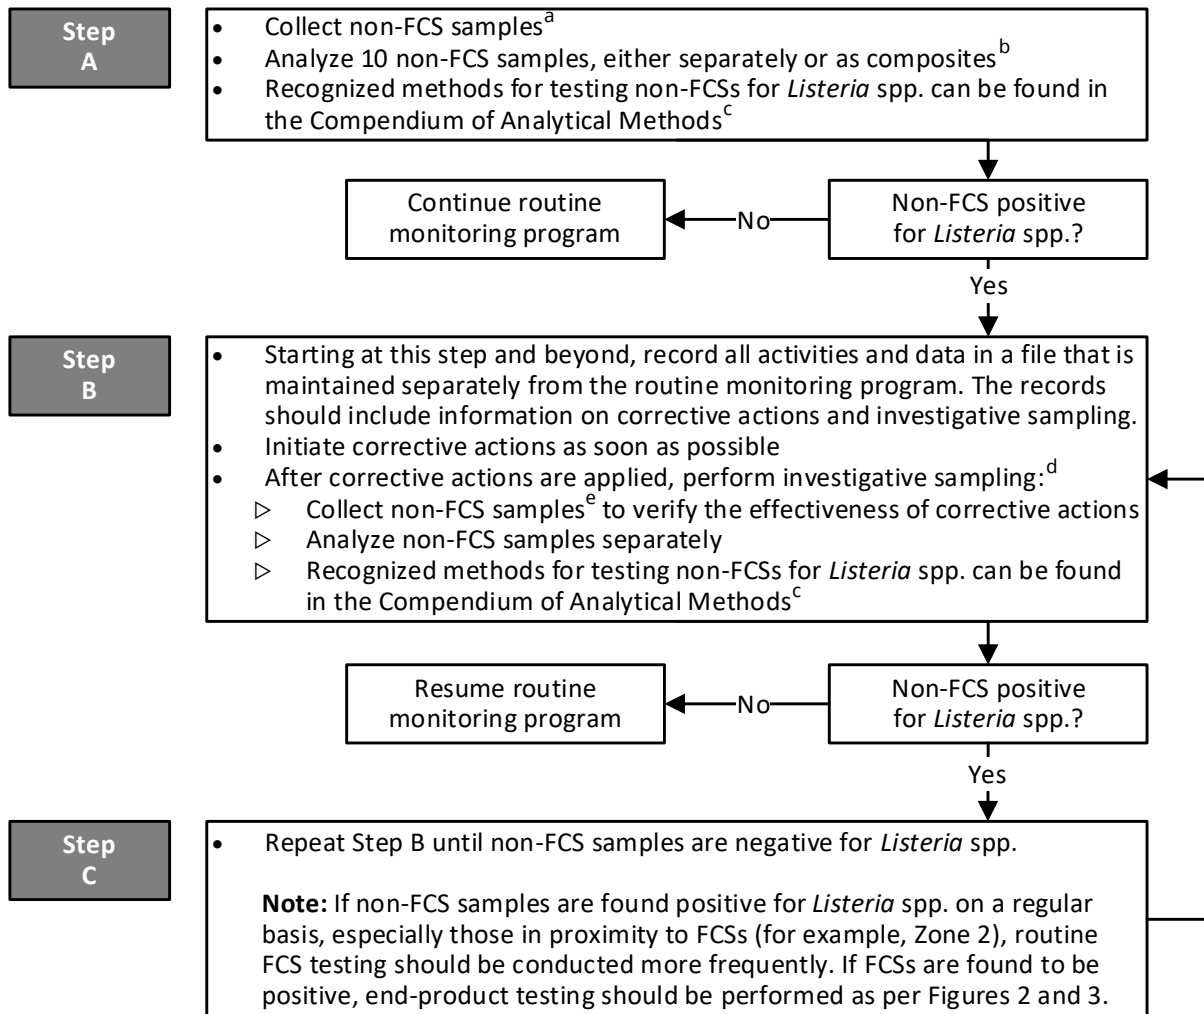 Step
A
• Collect non-FCS samplesᵃ
• Analyze 10 non-FCS samples, either separately or as compositesᵇ
• Recognized methods for testing non-FCSs for Listeria spp. can be found in
the Compendium of Analytical Methodsᶜ
Continue routine
monitoring program
No
Non-FCS positive
for Listeria spp.?
Yes
Step
B
• Starting at this step and beyond, record all activities and data in a file that is
maintained separately from the routine monitoring program. The records
should include information on corrective actions and investigative sampling.
• Initiate corrective actions as soon as possible
• After corrective actions are applied, perform investigative sampling:ᵈ
▷ Collect non-FCS samplesᵉ to verify the effectiveness of corrective actions
▷ Analyze non-FCS samples separately
▷ Recognized methods for testing non-FCSs for Listeria spp. can be found
in the Compendium of Analytical Methodsᶜ
Resume routine
monitoring program
No
Non-FCS positive
for Listeria spp.?
Yes
Step
C
• Repeat Step B until non-FCS samples are negative for Listeria spp.
Note: If non-FCS samples are found positive for Listeria spp. on a regular
basis, especially those in proximity to FCSs (for example, Zone 2), routine
FCS testing should be conducted more frequently. If FCSs are found to be
positive, end-product testing should be performed as per Figures 2 and 3.